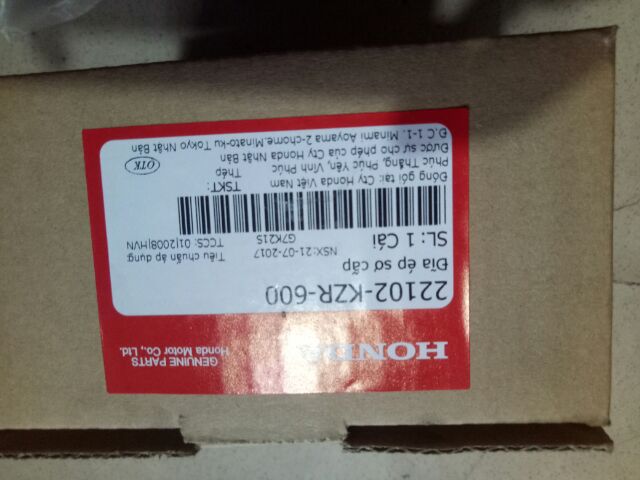 HONDA
GENUINE PARTS
Honda Motor Co., Ltd.
22102-KZR-600
Đĩa ép sơ cấp
SL: 1 Cái
NSX:21-07-2017
G7K21S
Tiêu chuẩn áp dụng:
TCCS: 01|2008|HVN
Đóng gói tại: Cty Honda Việt Nam
Phúc Thắng, Phúc Yên, Vĩnh Phúc
Được sự cho phép của Cty Honda Nhật Bản
Đ.C 1-1, Minami Aoyama 2-chome,Minato-ku Tokyo Nhật Bản
TSKT:
Thép
OTK